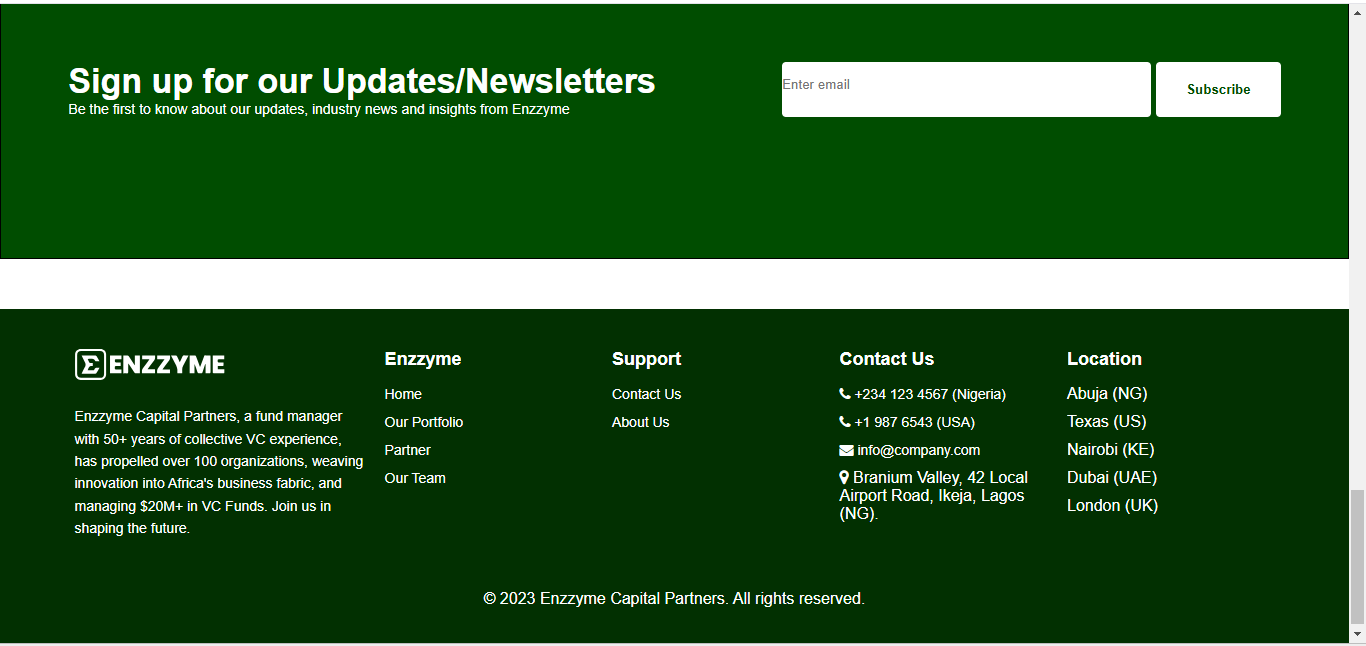 Sign up for our Updates/Newsletters
Be the first to know about our updates, industry news and insights from Enzzyme
Enter email
Subscribe
ENZZYME
Enzzyme Capital Partners, a fund manager
with 50+ years of collective VC experience,
has propelled over 100 organizations, weaving
innovation into Africa's business fabric, and
managing $20M+ in VC Funds. Join us in
shaping the future.
Enzzyme
Home
Our Portfolio
Partner
Our Team
Support
Contact Us
About Us
Contact Us
+234 123 4567 (Nigeria)
+1 987 6543 (USA)
info@company.com
Branium Valley, 42 Local
Airport Road, Ikeja, Lagos
(NG).
Location
Abuja (NG)
Texas (US)
Nairobi (KE)
Dubai (UAE)
London (UK)
© 2023 Enzzyme Capital Partners. All rights reserved.